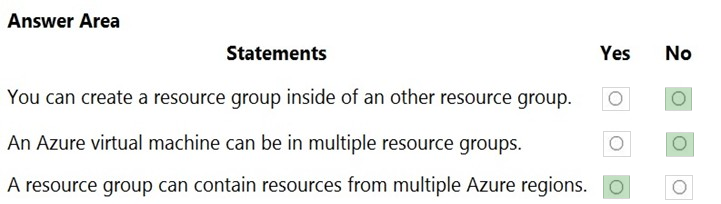 Answer Area
Statements Yes No
You can create a resource group inside of an other resource group.
An Azure virtual machine can be in multiple resource groups.
A resource group can contain resources from multiple Azure regions.